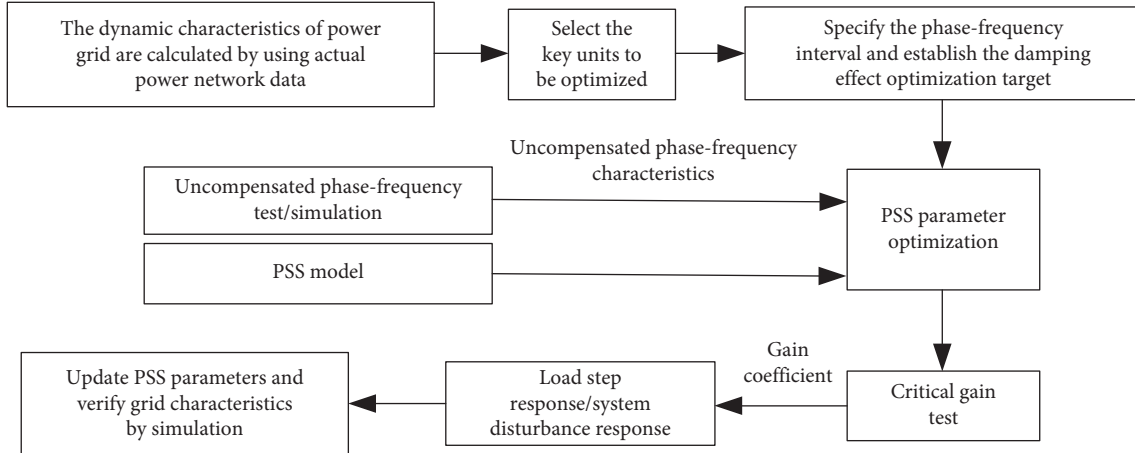 The dynamic characteristics of power
grid are calculated by using actual
power network data
Select the
key units to
be optimized
Specify the phase-frequency
interval and establish the damping
effect optimization target
Uncompensated phase-frequency
characteristics
Uncompensated phase-frequency
test/simulation
PSS model
PSS parameter
optimization
Update PSS parameters and
verify grid characteristics
by simulation
Load step
response/system
disturbance response
Gain
coefficient
Critical gain
test